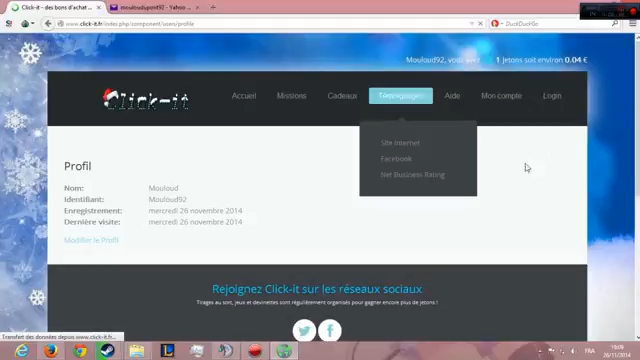 Click-it - des bons d'achat ...
mouloudupont92 - Yahoo ...
www.click-it.fr/index.php/component/users/profile
DuckDuckGo
Mouloud92, vous avez 1 Jetons soit environ 0.04 €
Click-it
Accueil Missions Cadeaux Témoignages Aide Mon compte Login
Site Internet
Facebook
Net Business Rating
Profil
Nom: Mouloud
Identifiant: Mouloud92
Enregistrement: mercredi 26 novembre 2014
Dernière visite: mercredi 26 novembre 2014
Modifier le Profil
Rejoignez Click-it sur les réseaux sociaux
Tirages au sort, jeux et devinettes sont régulièrement organisés pour gagner encore plus de jetons !
Transfert des données depuis www.click-it.fr...
FRA
19:09
26/11/2014